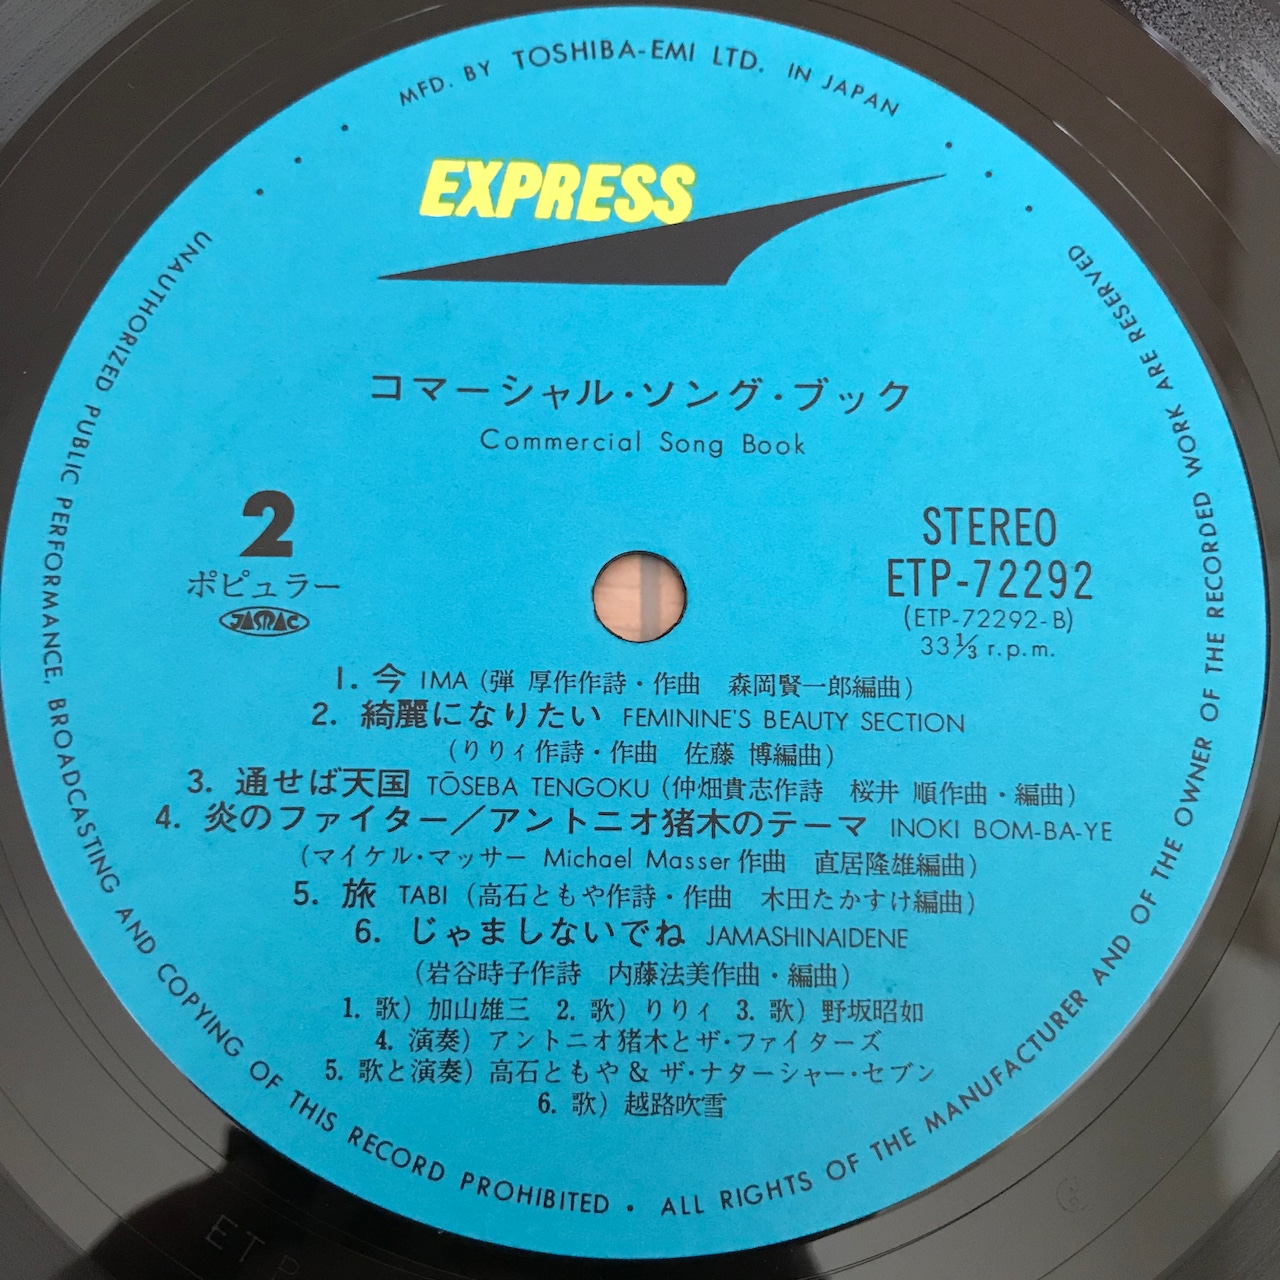 MFD. BY TOSHIBA-EMI LTD. IN JAPAN
EXPRESS
コマーシャル・ソング・ブック
Commercial Song Book
2
ポピュラー
JASRAC
STEREO
ETP-72292
(ETP-72292-B)
33⅓ r.p.m.
1. 今 IMA (弾 厚作作詩・作曲 森岡賢一郎編曲)
2. 綺麗になりたい FEMININE'S BEAUTY SECTION
(りりィ作詩・作曲 佐藤 博編曲)
3. 通せば天国 TŌSEBA TENGOKU (仲畑貴志作詩 桜井 順作曲・編曲)
4. 炎のファイター／アントニオ猪木のテーマ INOKI BOM-BA-YE
(マイケル・マッサー Michael Masser作曲 直居隆雄編曲)
5. 旅 TABI (高石ともや作詩・作曲 木田たかすけ編曲)
6. じゃましないでね JAMASHINAIDENE
(岩谷時子作詩 内藤法美作曲・編曲)
1. 歌) 加山雄三 2. 歌) りりィ 3. 歌) 野坂昭如
4. 演奏) アントニオ猪木とザ・ファイターズ
5. 歌と演奏) 高石ともや & ザ・ナターシャー・セブン
6. 歌) 越路吹雪
UNAUTHORIZED PUBLIC PERFORMANCE, BROADCASTING AND COPYING OF THIS RECORD PROHIBITED • ALL RIGHTS OF THE MANUFACTURER AND OF THE OWNER OF THE RECORDED WORK ARE RESERVED
ETP